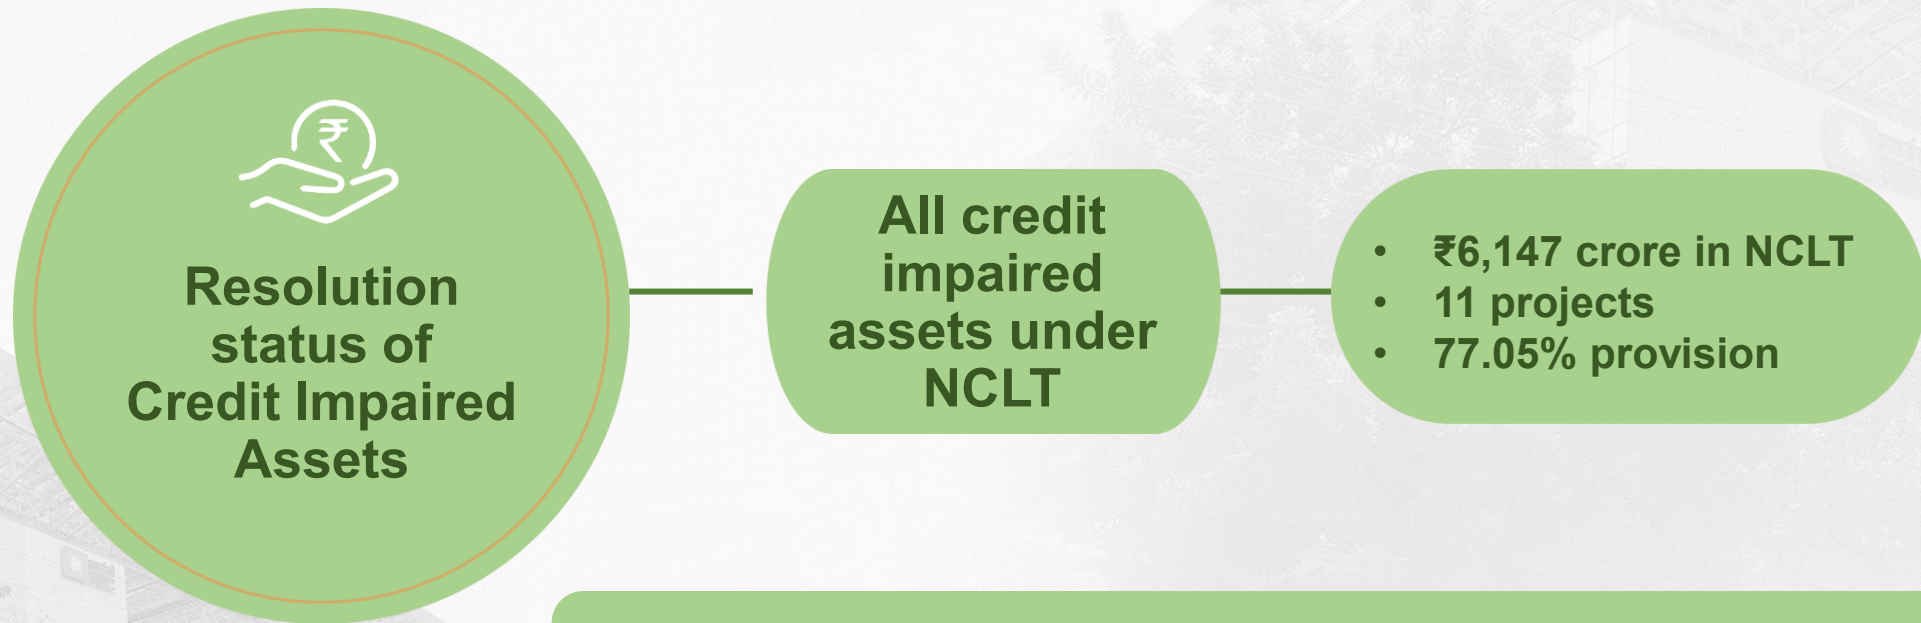 ₹
Resolution
status of
Credit Impaired
Assets
All credit
impaired
assets under
NCLT
• ₹6,147 crore in NCLT
• 11 projects
• 77.05% provision